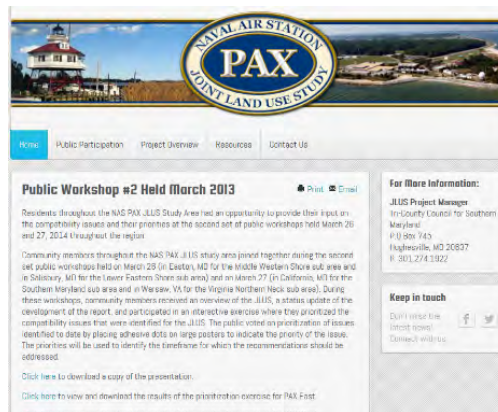 NAVAL AIR STATION
PAX
JOINT LAND USE STUDY
Home Public Participation Project Overview Resources Contact Us
Public Workshop #2 Held March 2013
Print Email
Residents throughout the NAS PAX JLUS Study Area had an opportunity to provide their input on
the compatibility issues and their priorities at the second set of public workshops held March 26
and 27, 2014 throughout the region.
Community members throughout the NAS PAX JLUS study area joined together during the second
set public workshops held on March 26 (in Easton, MD for the Middle Western Shore sub area and
in Salisbury, MD for the Lower Eastern Shore sub area) and on March 27 (in California, MD for the
Southern Maryland sub area and in Warsaw, VA for the Virginia Northern Neck sub area). During
these workshops, community members received an overview of the JLUS, a status update of the
development of the report, and participated in an interactive exercise where they prioritized the
compatibility issues that were identified for the JLUS. The public voted on prioritization of issues
identified to date by placing adhesive dots on large posters to indicate the priority of the issue.
The priorities will be used to identify the timeframe for which the recommendations should be
addressed.
Click here to download a copy of the presentation.
Click here to view and download the results of the prioritization exercise for PAX East.
For More Information:
JLUS Project Manager
Tri-County Council for Southern
Maryland
P.O Box 745
Hughesville, MD 20637
P. 301.274.1922
Keep in touch
Don't miss the
latest news!
Connect with us.